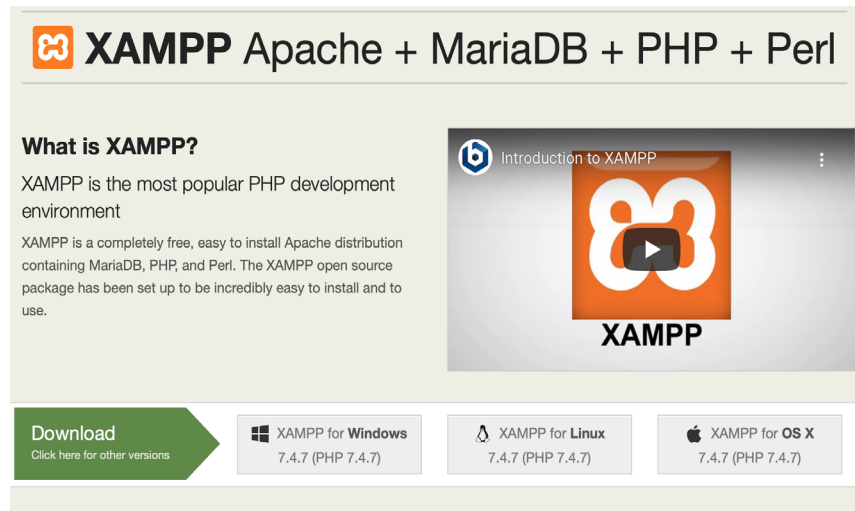 XAMPP Apache + MariaDB + PHP + Perl
What is XAMPP?
XAMPP is the most popular PHP development
environment
XAMPP is a completely free, easy to install Apache distribution
containing MariaDB, PHP, and Perl. The XAMPP open source
package has been set up to be incredibly easy to install and to
use.
Introduction to XAMPP
XAMPP
Download
Click here for other versions
XAMPP for Windows
7.4.7 (PHP 7.4.7)
XAMPP for Linux
7.4.7 (PHP 7.4.7)
XAMPP for OS X
7.4.7 (PHP 7.4.7)